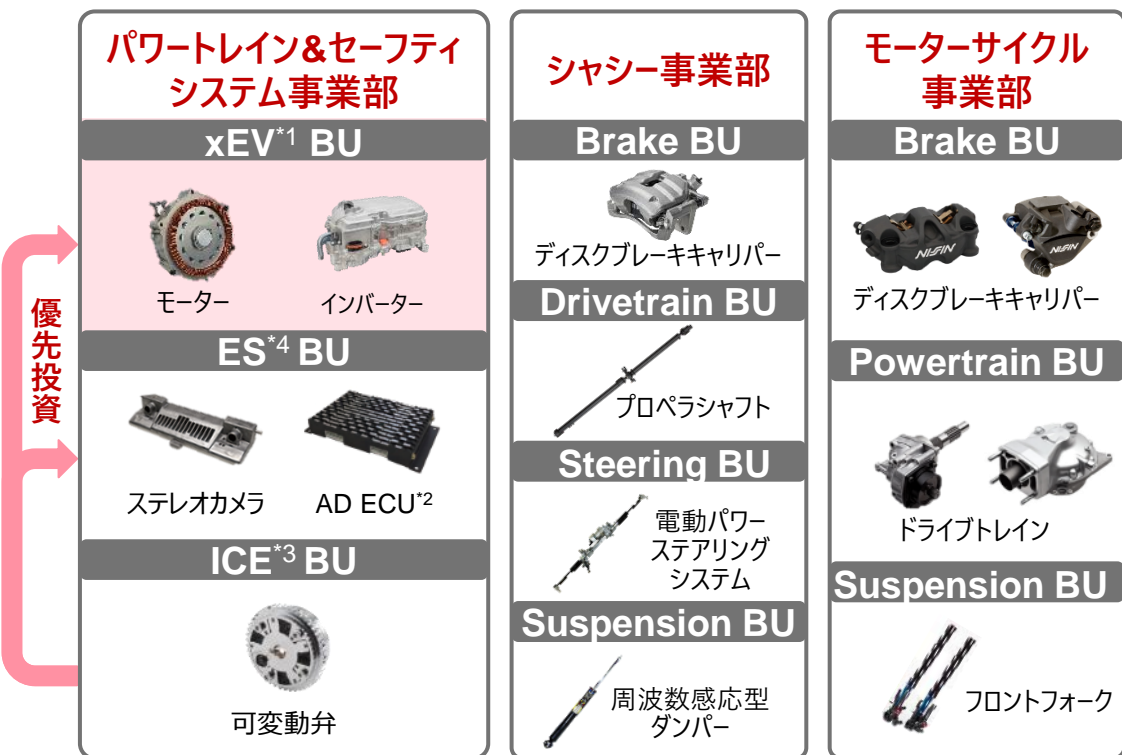 優先投資
パワートレイン&セーフティ
システム事業部
xEV*1 BU
モーター
インバーター
ES*4 BU
ステレオカメラ
AD ECU*2
ICE*3 BU
可変動弁
シャシー事業部
Brake BU
ディスクブレーキキャリパー
Drivetrain BU
プロペラシャフト
Steering BU
電動パワー
ステアリング
システム
Suspension BU
周波数感応型
ダンパー
モーターサイクル
事業部
Brake BU
NISSIN
NISSIN
ディスクブレーキキャリパー
Powertrain BU
ドライブトレイン
Suspension BU
フロントフォーク